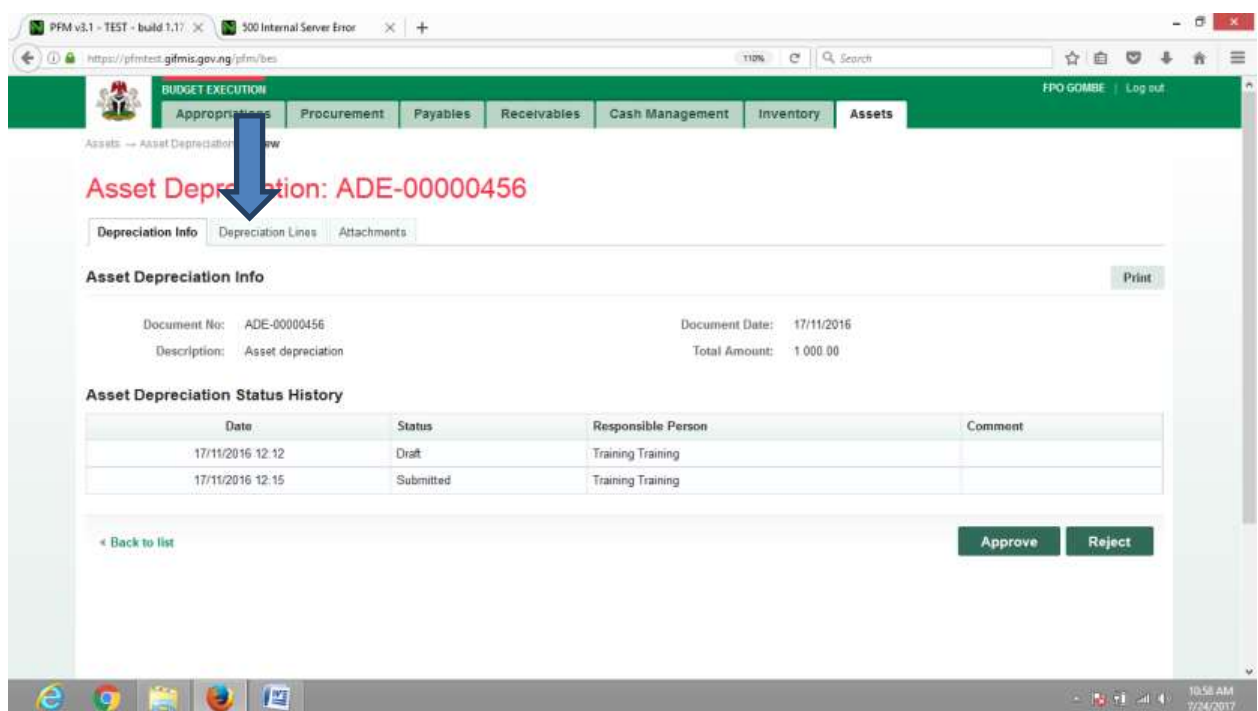 PFM v3.1 - TEST - build 1.17
500 Internal Server Error
https://pfmtest.gifmis.gov.ng/pfm/bes
110%
Search
BUDGET EXECUTION
FPO GOMBE | Log out
Appropriations Procurement Payables Receivables Cash Management Inventory Assets
Assets → Asset Depreciation
Asset Depreciation: ADE-00000456
Depreciation Info Depreciation Lines Attachments
Asset Depreciation Info
Print
Document No: ADE-00000456 Document Date: 17/11/2016
Description: Asset depreciation Total Amount: 1 000.00
Asset Depreciation Status History
Date Status Responsible Person Comment
17/11/2016 12:12 Draft Training Training
17/11/2016 12:15 Submitted Training Training
« Back to list
Approve Reject
10:58 AM
7/24/2017